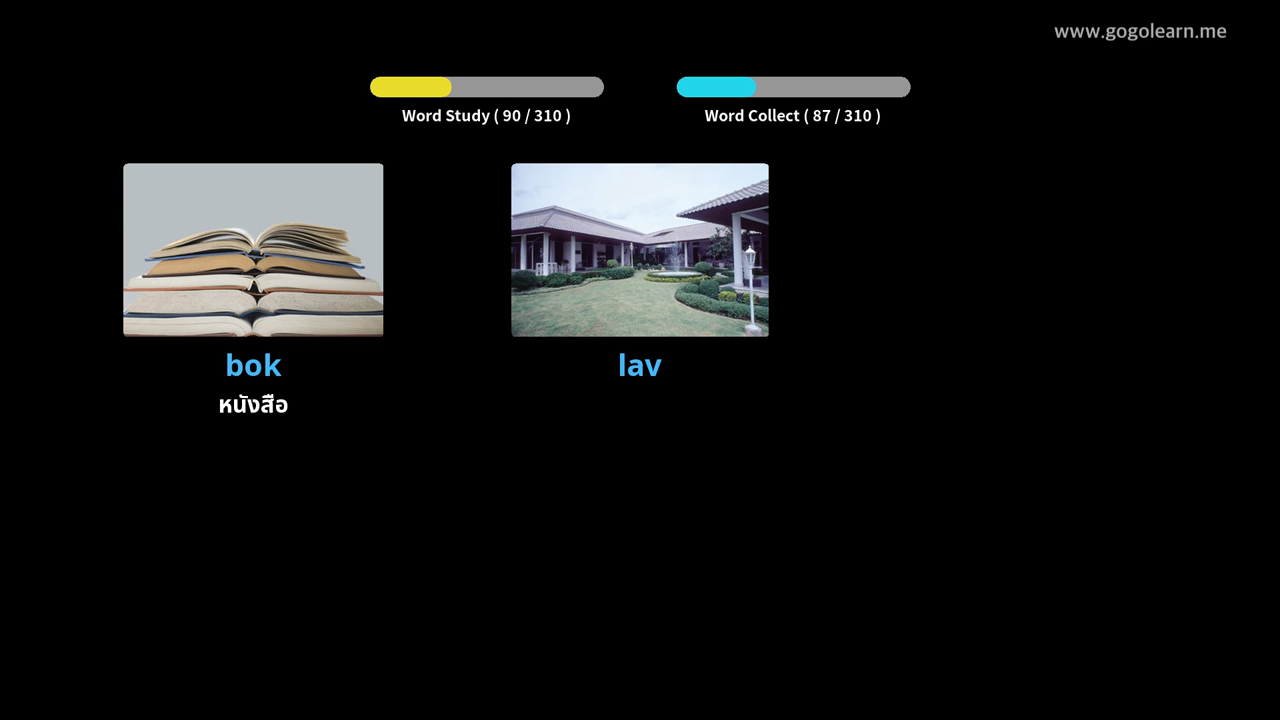 www.gogolearn.me
Word Study ( 90 / 310 )
Word Collect ( 87 / 310 )
bok
หนังสือ
lav